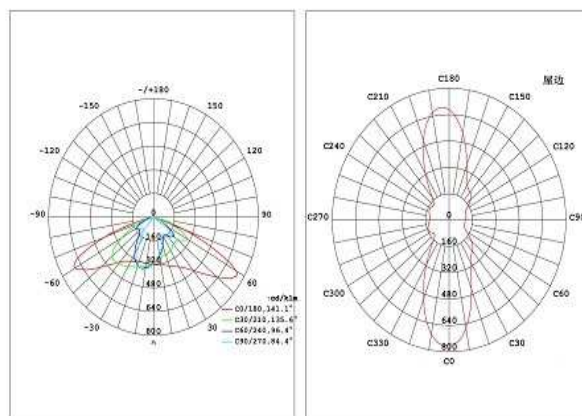 -/+180
-150 150
-120 120
-90 90
-60 60
-30 30
0
160
320
480
640
800
cd/klm
C0/180,141.1°
C30/210,135.6°
C60/240,96.4°
C90/270,84.4°
屋边
C180
C210 C150
C240 C120
C270 C90
C300 C60
C330 C30
C0
0
160
320
480
640
800